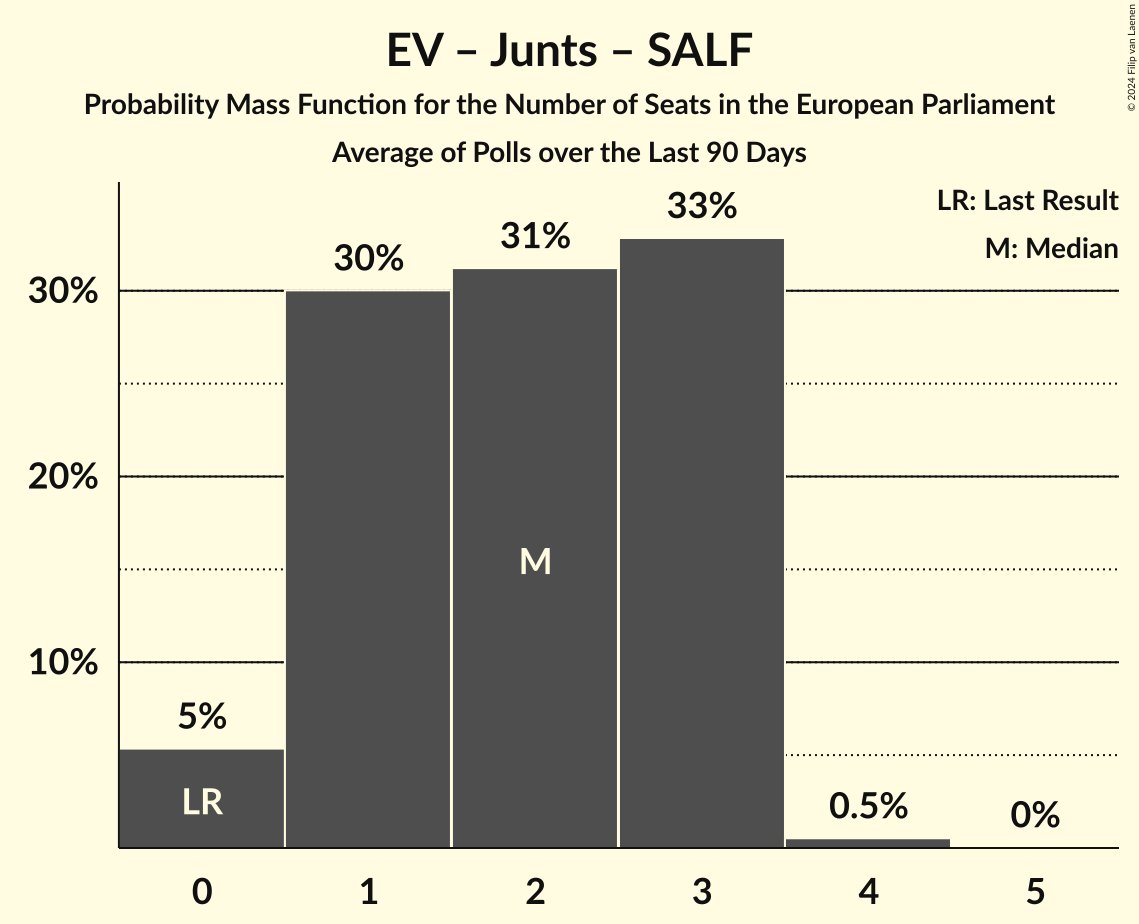 EV – Junts – SALF
Probability Mass Function for the Number of Seats in the European Parliament
Average of Polls over the Last 90 Days
© 2024 Filip van Laenen
LR: Last Result
M: Median
33%
31%
30%
30%
20%
10%
5%
0.5%
0%
M
LR
0 1 2 3 4 5